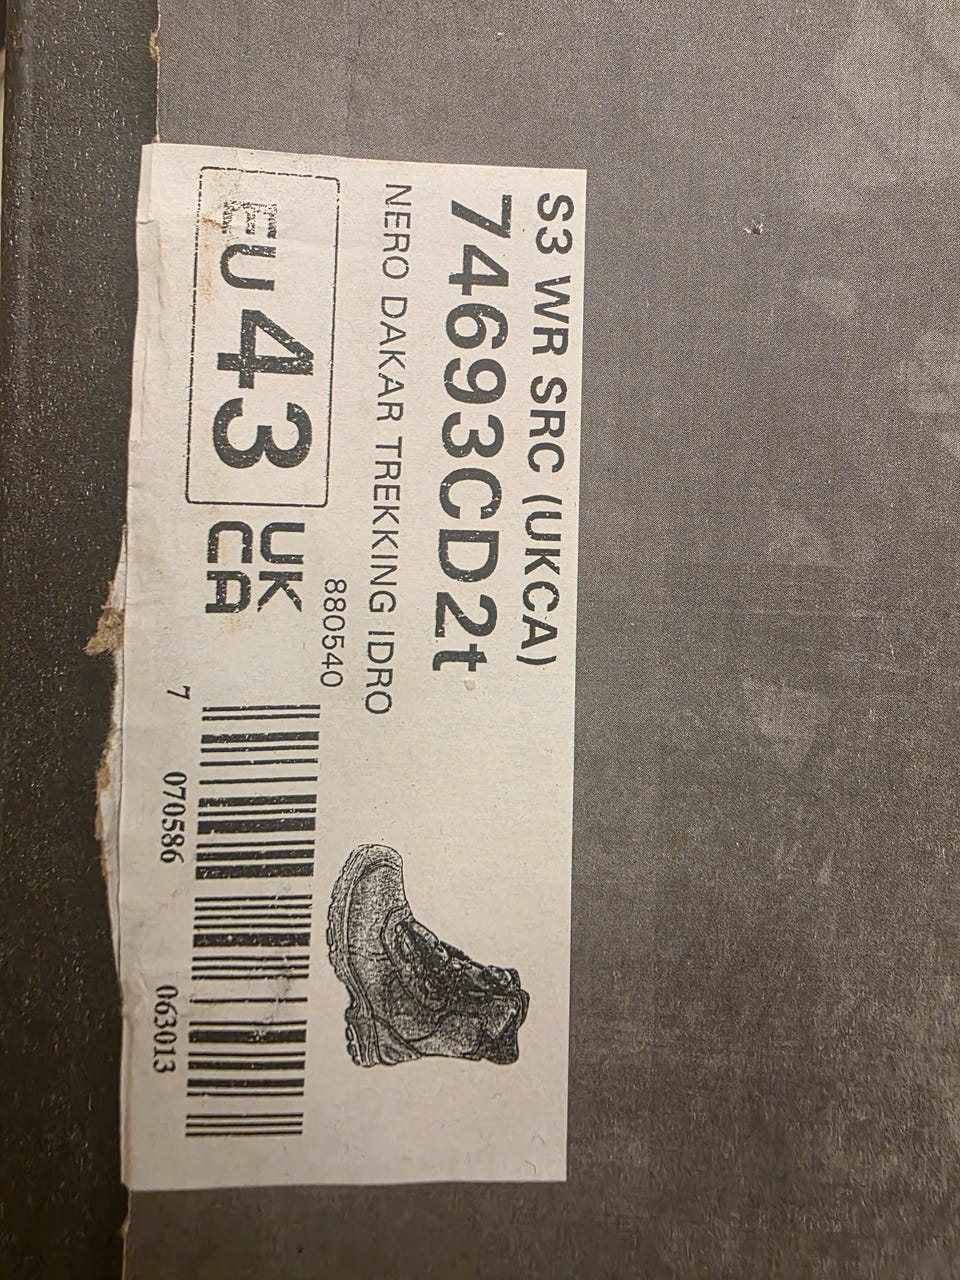 S3 WR SRC (UKCA)
74693CD2t
NERO DAKAR TREKKING IDRO
880540
EU 43
UK
CA
7 070586 063013